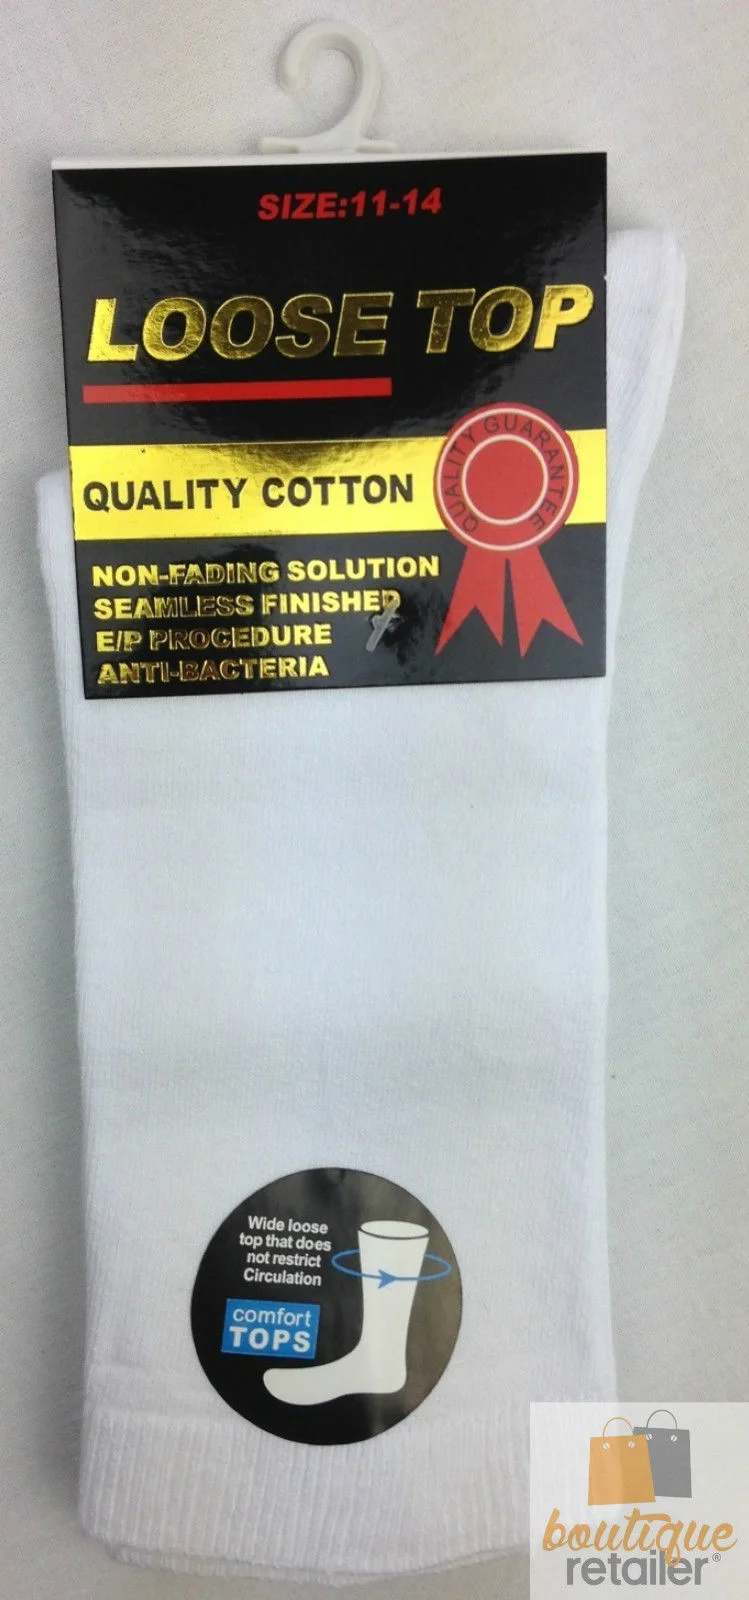 SIZE:11-14
LOOSE TOP
QUALITY COTTON
QUALITY GUARANTEE
NON-FADING SOLUTION
SEAMLESS FINISHED
E/P PROCEDURE
ANTI-BACTERIA
Wide loose
top that does
not restrict
Circulation
comfort
TOPS
boutique
retailer®